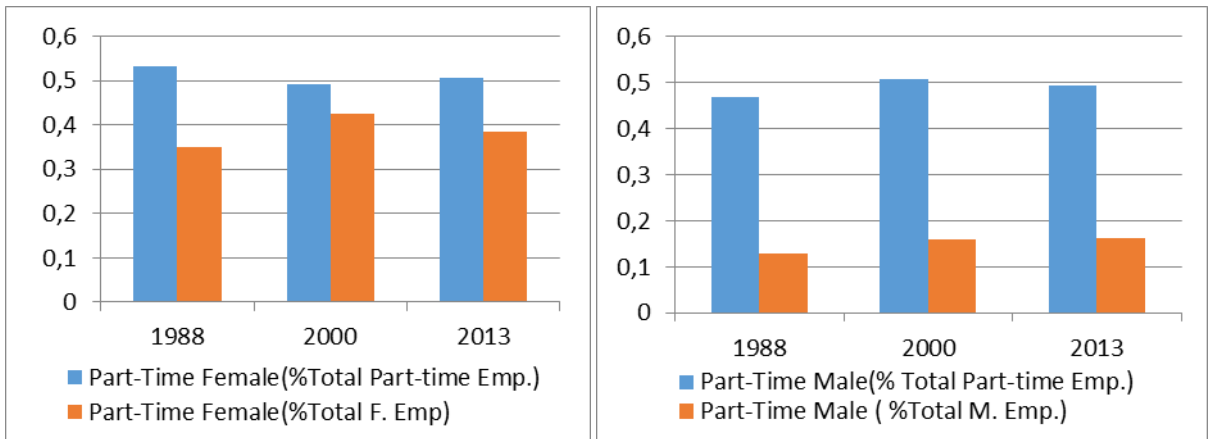 0,6
0,5
0,4
0,3
0,2
0,1
0
1988 2000 2013
Part-Time Female(%Total Part-time Emp.)
Part-Time Female(%Total F. Emp)
0,6
0,5
0,4
0,3
0,2
0,1
0
1988 2000 2013
Part-Time Male(% Total Part-time Emp.)
Part-Time Male ( %Total M. Emp.)